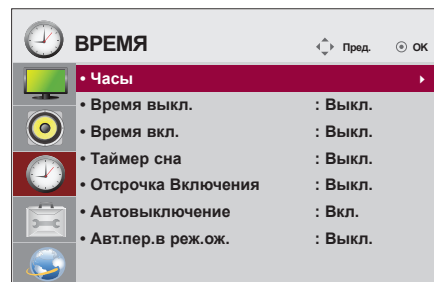 ВРЕМЯ Пред. OK
• Часы
• Время выкл. : Выкл.
• Время вкл. : Выкл.
• Таймер сна : Выкл.
• Отсрочка Включения : Выкл.
• Автовыключение : Вкл.
• Авт.пер.в реж.ож. : Выкл.